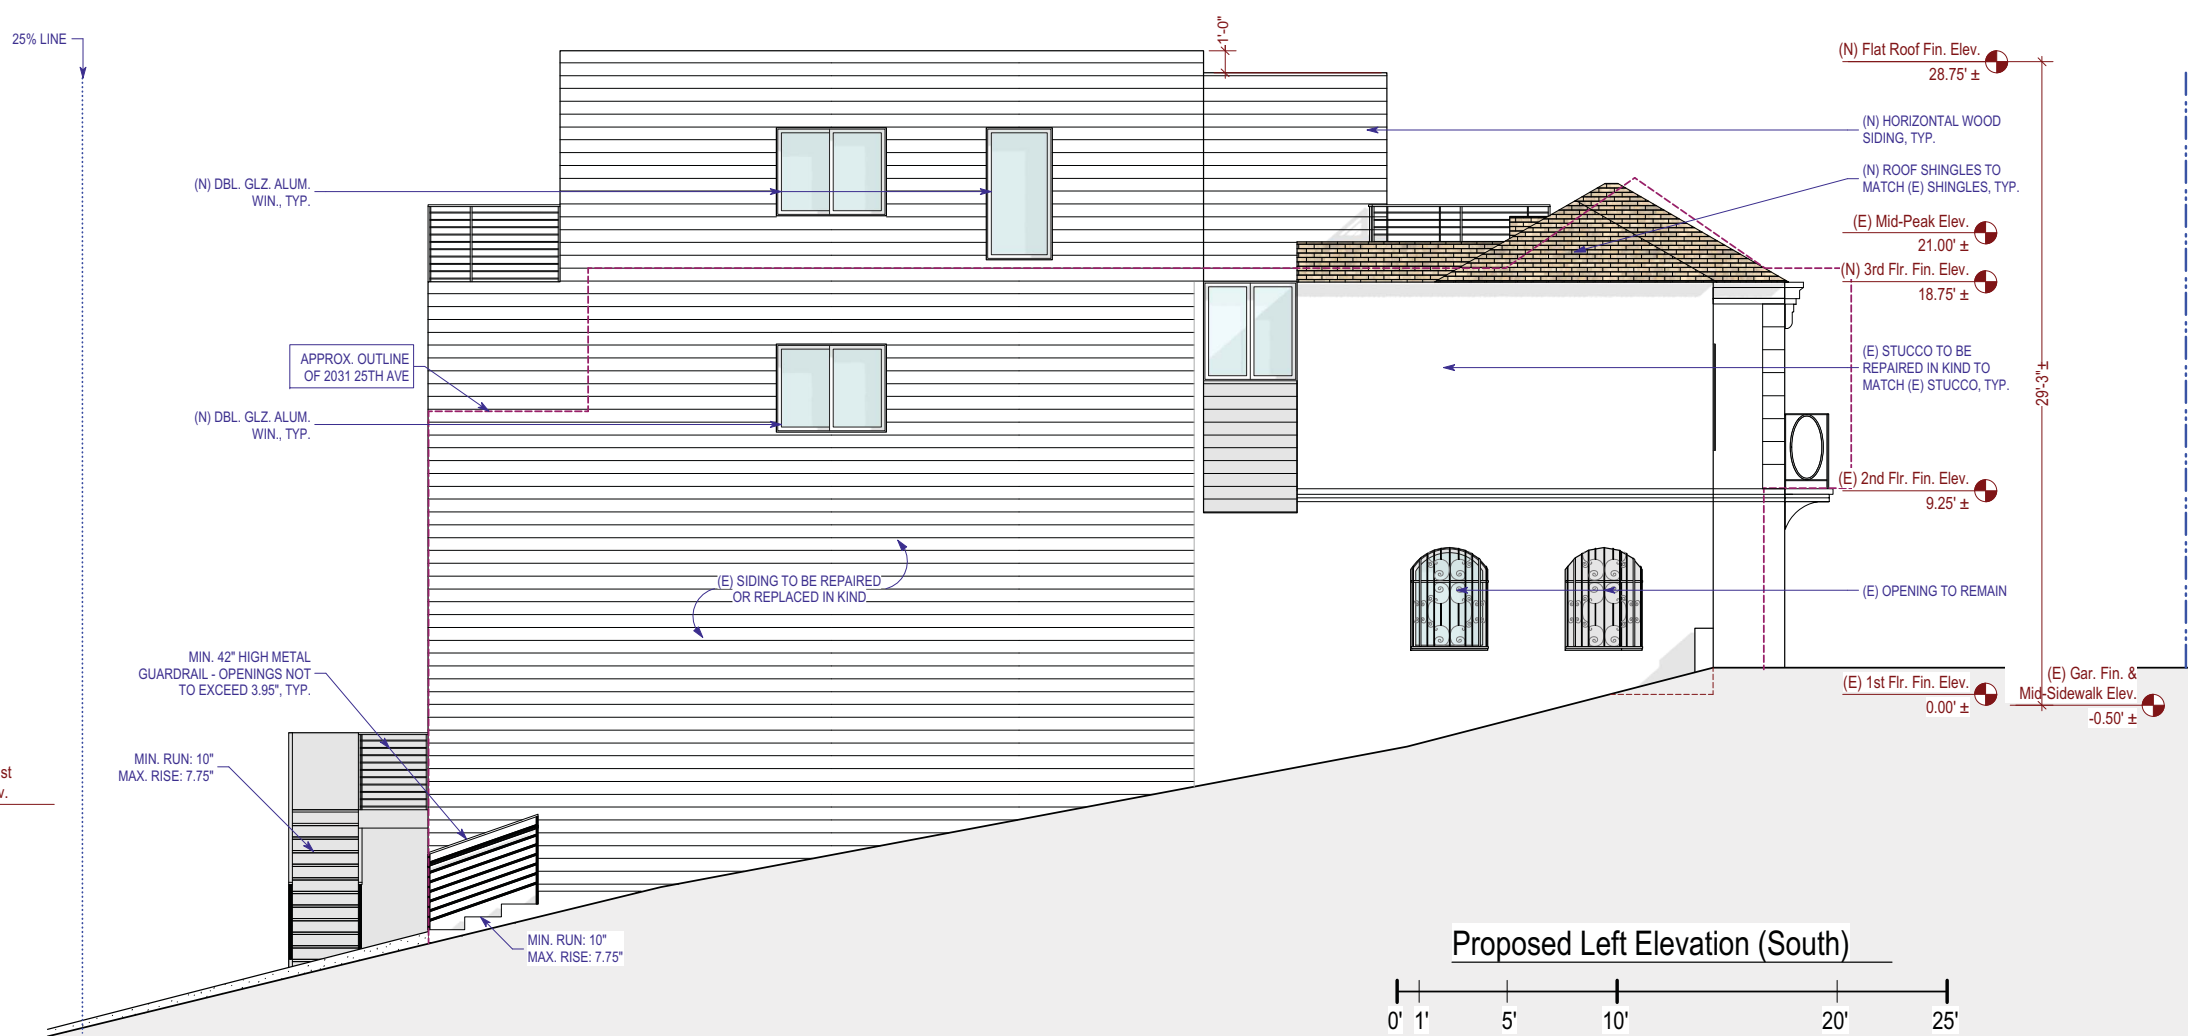 25% LINE
1'-0"
(N) Flat Roof Fin. Elev.
28.75' ±
(N) HORIZONTAL WOOD
SIDING, TYP.
(N) ROOF SHINGLES TO
MATCH (E) SHINGLES, TYP.
(N) DBL. GLZ. ALUM.
WIN., TYP.
(E) Mid-Peak Elev.
21.00' ±
(N) 3rd Flr. Fin. Elev.
18.75' ±
APPROX. OUTLINE
OF 2031 25TH AVE
(E) STUCCO TO BE
REPAIRED IN KIND TO
MATCH (E) STUCCO, TYP.
29'-3"±
(N) DBL. GLZ. ALUM.
WIN., TYP.
(E) 2nd Flr. Fin. Elev.
9.25' ±
(E) SIDING TO BE REPAIRED
OR REPLACED IN KIND
(E) OPENING TO REMAIN
MIN. 42" HIGH METAL
GUARDRAIL - OPENINGS NOT
TO EXCEED 3.95", TYP.
(E) 1st Flr. Fin. Elev.
0.00' ±
(E) Gar. Fin. &
Mid-Sidewalk Elev.
-0.50' ±
st
v.
MIN. RUN: 10"
MAX. RISE: 7.75"
MIN. RUN: 10"
MAX. RISE: 7.75"
Proposed Left Elevation (South)
0' 1' 5' 10' 20' 25'